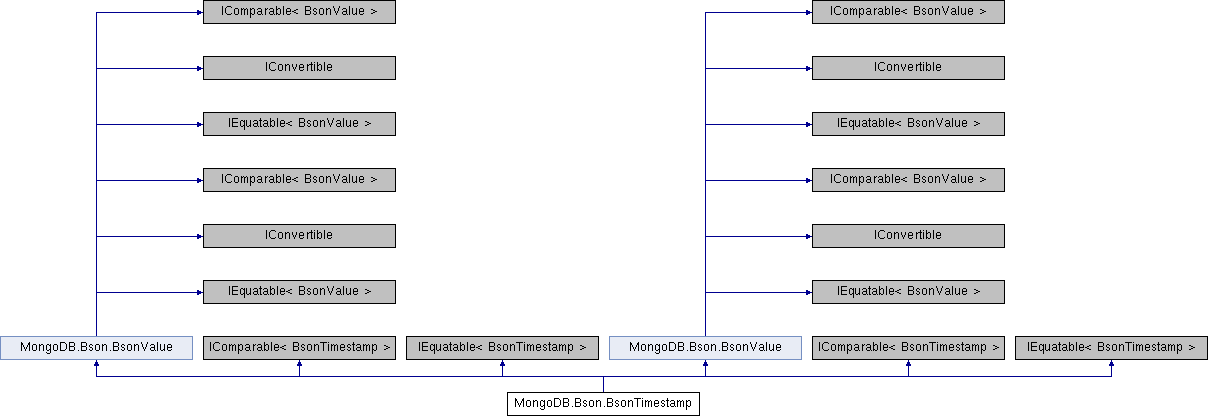 IComparable< BsonValue >
IComparable< BsonValue >
IConvertible
IConvertible
IEquatable< BsonValue >
IEquatable< BsonValue >
IComparable< BsonValue >
IComparable< BsonValue >
IConvertible
IConvertible
IEquatable< BsonValue >
IEquatable< BsonValue >
MongoDB.Bson.BsonValue
IComparable< BsonTimestamp >
IEquatable< BsonTimestamp >
MongoDB.Bson.BsonValue
IComparable< BsonTimestamp >
IEquatable< BsonTimestamp >
MongoDB.Bson.BsonTimestamp